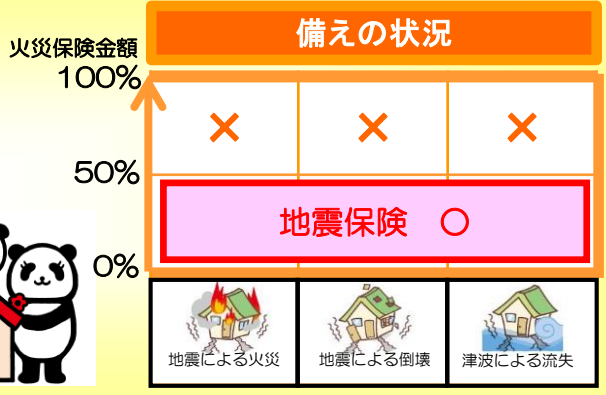 備えの状況
火災保険金額
100%
× × ×
50%
地震保険 ○
0%
地震による火災
地震による倒壊
津波による流失